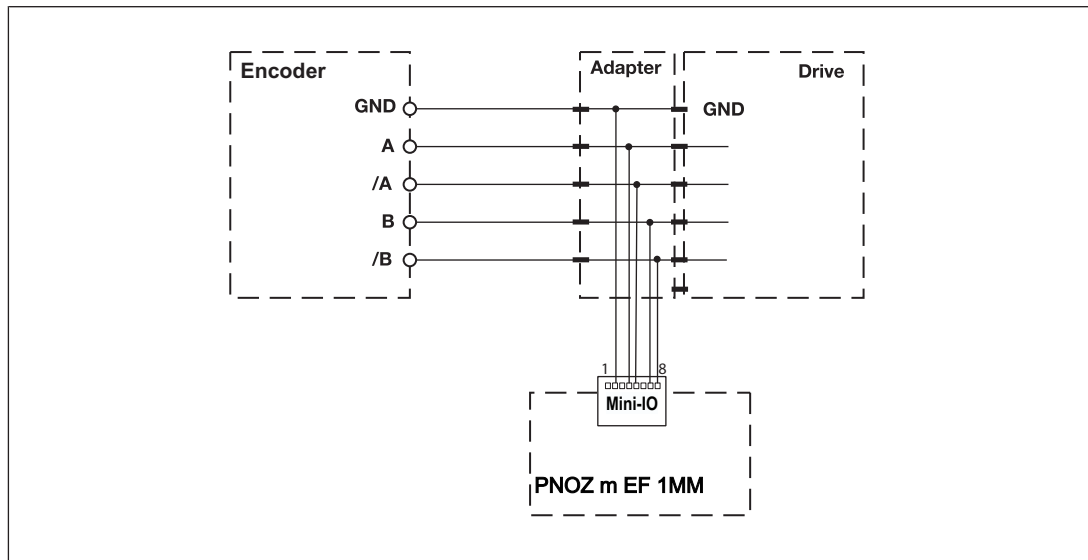 Encoder
Adapter
Drive
GND
GND
A
/A
B
/B
1
8
Mini-IO
PNOZ m EF 1MM